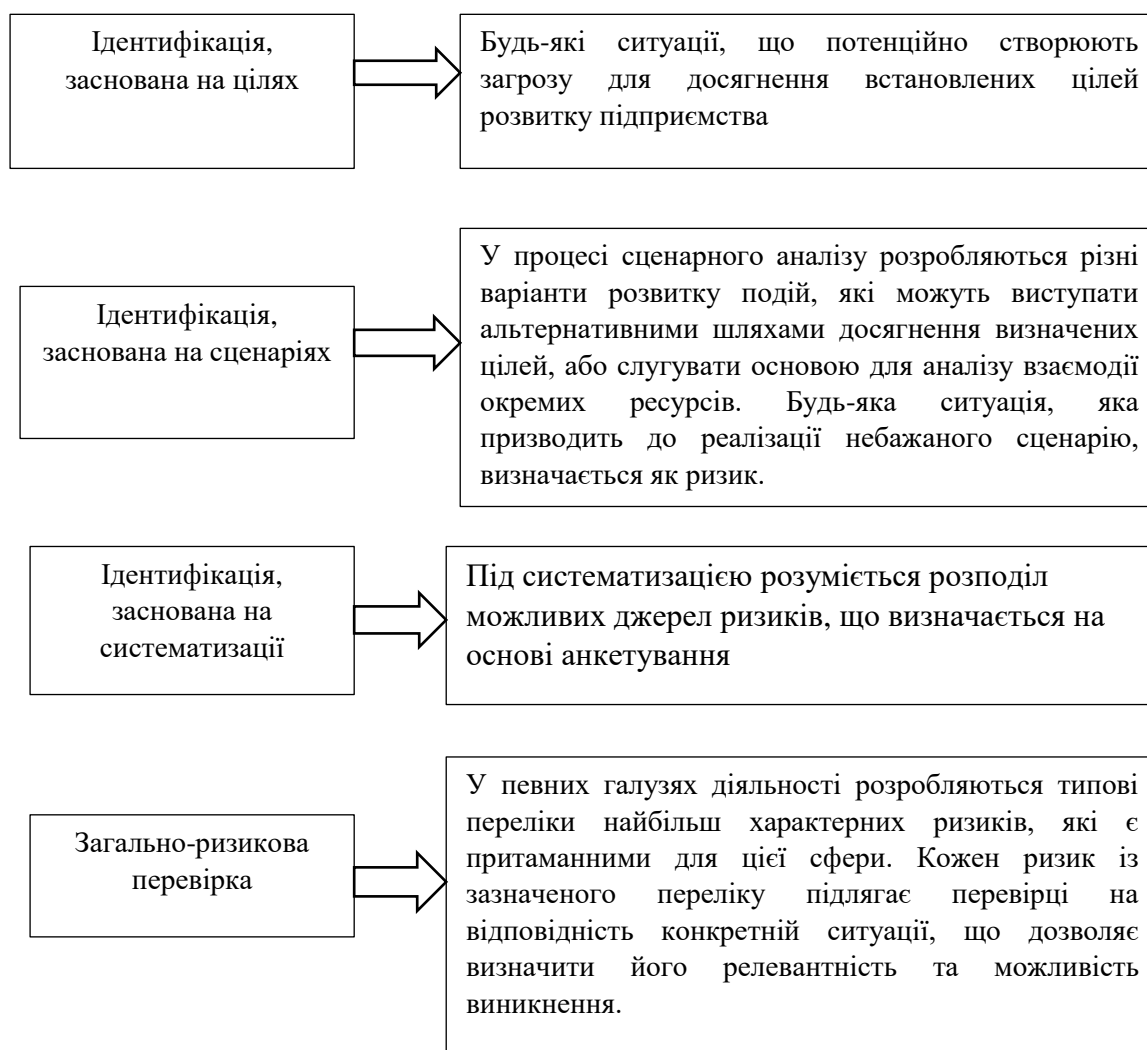 Ідентифікація,
заснована на цілях
Будь-які ситуації, що потенційно створюють
загрозу для досягнення встановлених цілей
розвитку підприємства
Ідентифікація,
заснована на сценаріях
У процесі сценарного аналізу розробляються різні
варіанти розвитку подій, які можуть виступати
альтернативними шляхами досягнення визначених
цілей, або слугувати основою для аналізу взаємодії
окремих ресурсів. Будь-яка ситуація, яка
призводить до реалізації небажаного сценарію,
визначається як ризик.
Ідентифікація,
заснована на
систематизації
Під систематизацією розуміється розподіл
можливих джерел ризиків, що визначається на
основі анкетування
Загально-ризикова
перевірка
У певних галузях діяльності розробляються типові
переліки найбільш характерних ризиків, які є
притаманними для цієї сфери. Кожен ризик із
зазначеного переліку підлягає перевірці на
відповідність конкретній ситуації, що дозволяє
визначити його релевантність та можливість
виникнення.